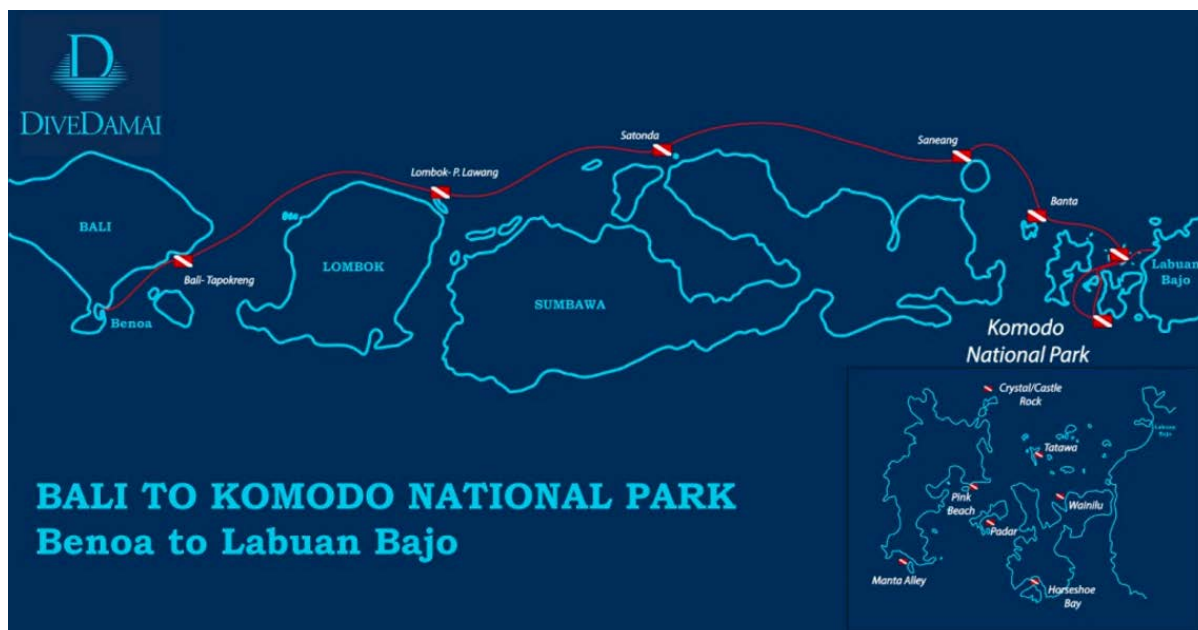 D
DIVEDAMAI
Satonda
Saneang
Lombok- P. Lawang
Banta
BALI
LOMBOK
Bali- Tapokreng
Labuan
Bajo
SUMBAWA
Benoa
Komodo
National Park
Crystal/Castle
Rock
Labuan
Bajo
Tatawa
Pink
Beach
Wainilu
Padar
Manta Alley
Horseshoe
Bay
BALI TO KOMODO NATIONAL PARK
Benoa to Labuan Bajo